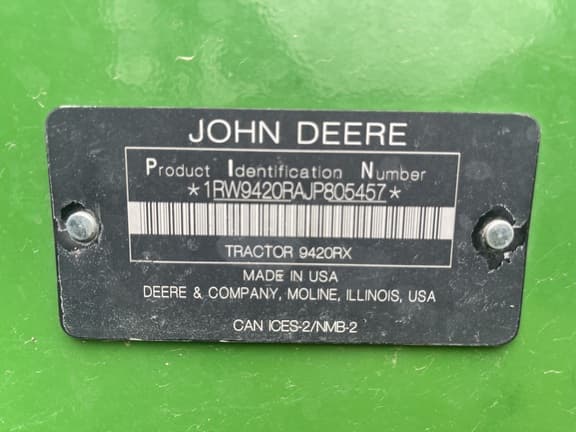 JOHN DEERE
Product Identification Number
*1RW9420RAJP805457*
TRACTOR 9420RX
MADE IN USA
DEERE & COMPANY, MOLINE, ILLINOIS, USA
CAN ICES-2/NMB-2